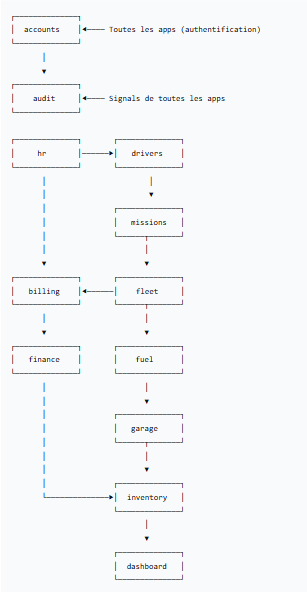 accounts Toutes les apps (authentification)
audit Signals de toutes les apps
hr drivers
missions
billing fleet
finance fuel
garage
inventory
dashboard